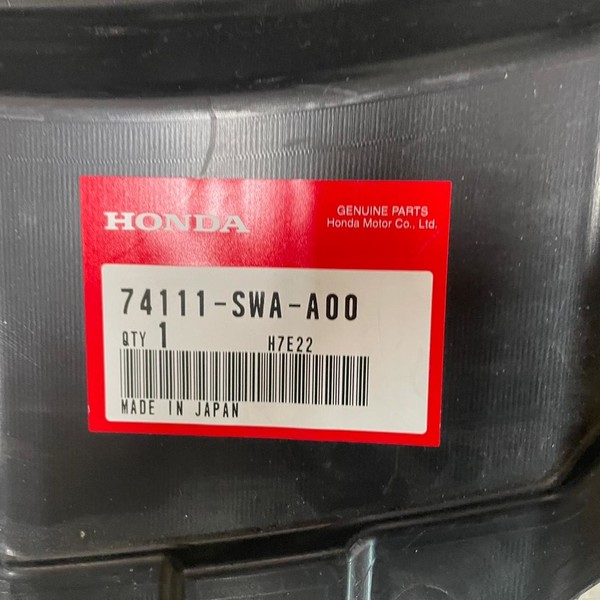 HONDA
GENUINE PARTS
Honda Motor Co., Ltd.
74111-SWA-A00
QTY 1 H7E22
MADE IN JAPAN